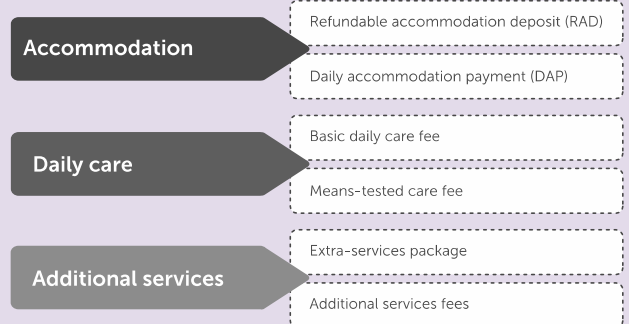 Accommodation
Refundable accommodation deposit (RAD)
Daily accommodation payment (DAP)
Daily care
Basic daily care fee
Means-tested care fee
Additional services
Extra-services package
Additional services fees